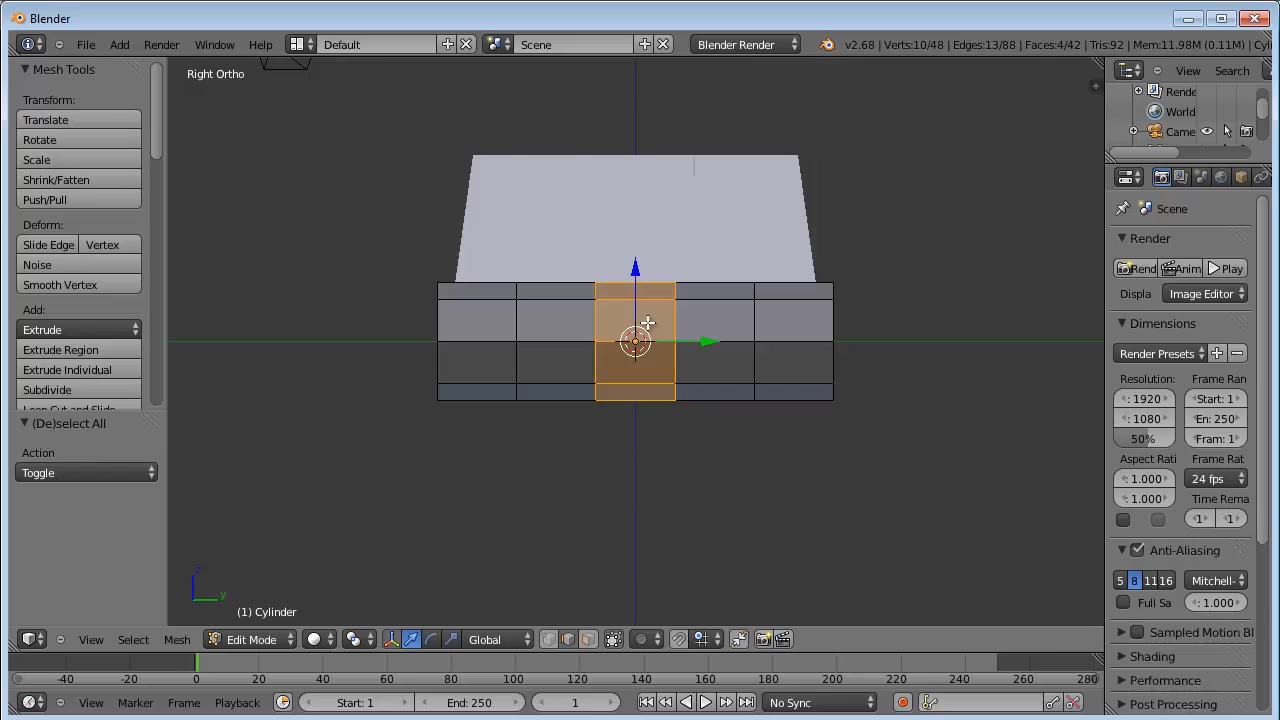 Blender
File Add Render Window Help Default Scene Blender Render v2.68 | Verts:10/48 | Edges:13/88 | Faces:4/42 | Tris:92 | Mem:11.98M (0.11M) | Cyli
Mesh Tools
Transform:
Translate
Rotate
Scale
Shrink/Fatten
Push/Pull
Deform:
Slide Edge Vertex
Noise
Smooth Vertex
Add:
Extrude
Extrude Region
Extrude Individual
Subdivide
Loop Cut and Slide
(De)select All
Action
Toggle
Right Ortho
z
y
(1) Cylinder
View Search
Rende
World
Came
Scene
Render
Rend Anim Play
Displa Image Editor
Dimensions
Render Presets
Resolution: Frame Ran
: 1920 Start: 1
: 1080 En: 250
50% Fram: 1
Aspect Rati Frame Rat
: 1.000 24 fps
: 1.000 Time Rema
1 1
Anti-Aliasing
5 8 11 16 Mitchell-
Full Sa : 1.000
Sampled Motion Bl
Shading
Performance
Post Processing
View Select Mesh Edit Mode Global
-40 -20 0 20 40 60 80 100 120 140 160 180 200 220 240 260 280
View Marker Frame Playback Start: 1 End: 250 1 No Sync